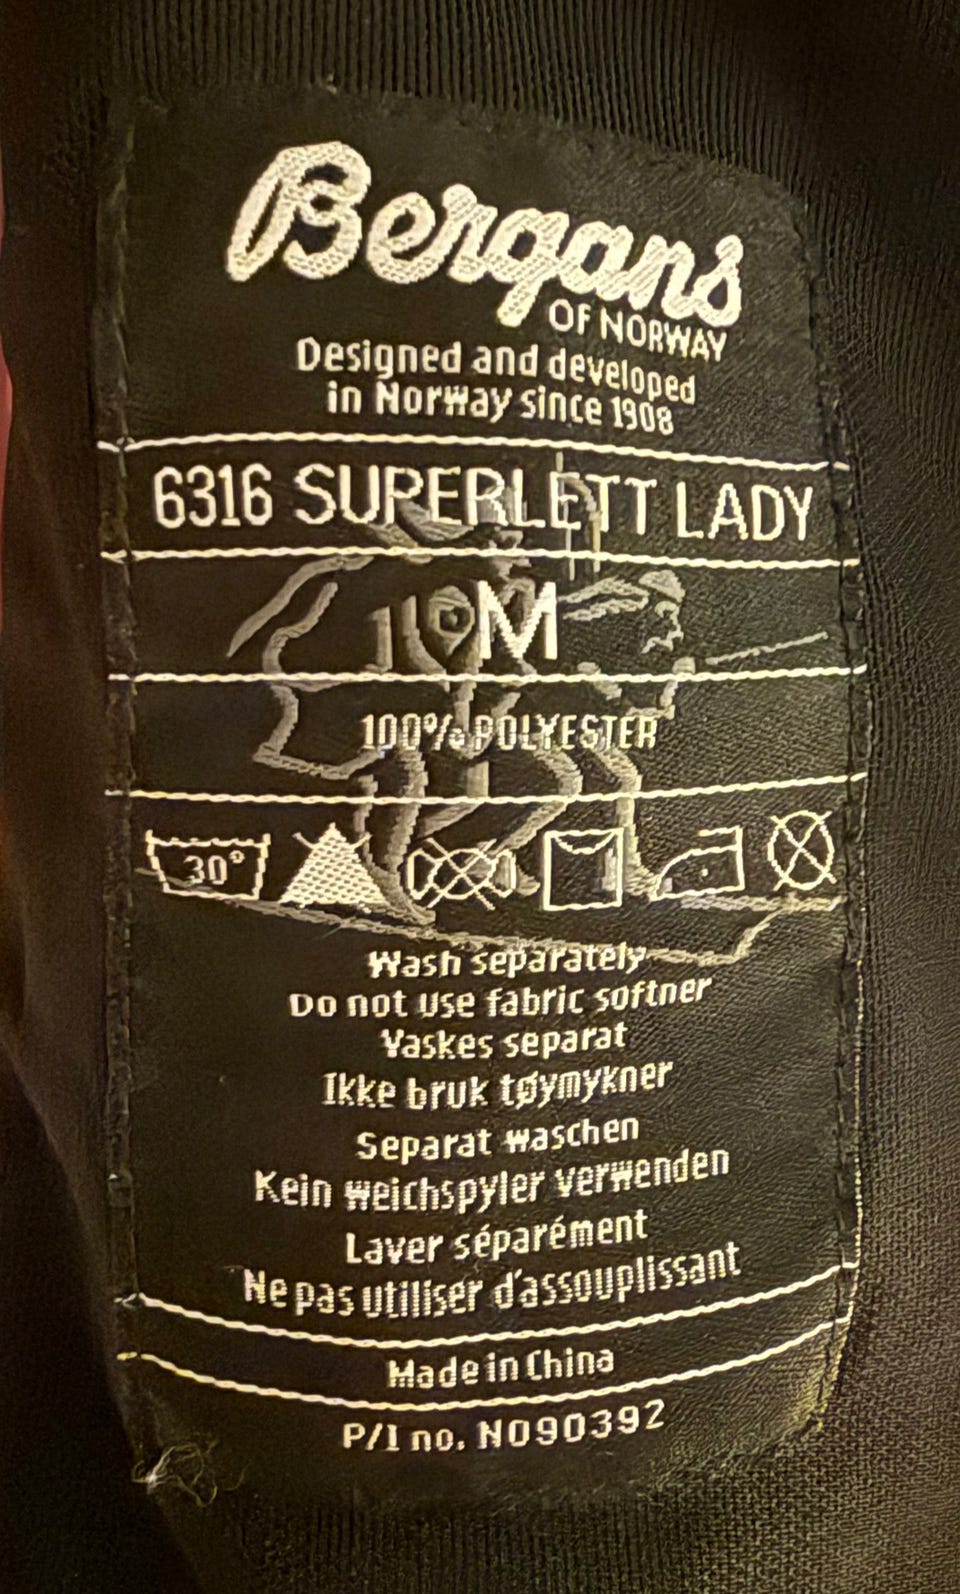 Bergans
OF NORWAY
Designed and developed
in Norway since 1908
6316 SUPERLETT LADY
M
100% POLYESTER
30°
Wash separately
Do not use fabric softner
Vaskes separat
Ikke bruk tøymykner
Separat waschen
Kein weichspyler verwenden
Laver séparément
Ne pas utiliser d'assouplissant
Made in China
P/I no. N090392